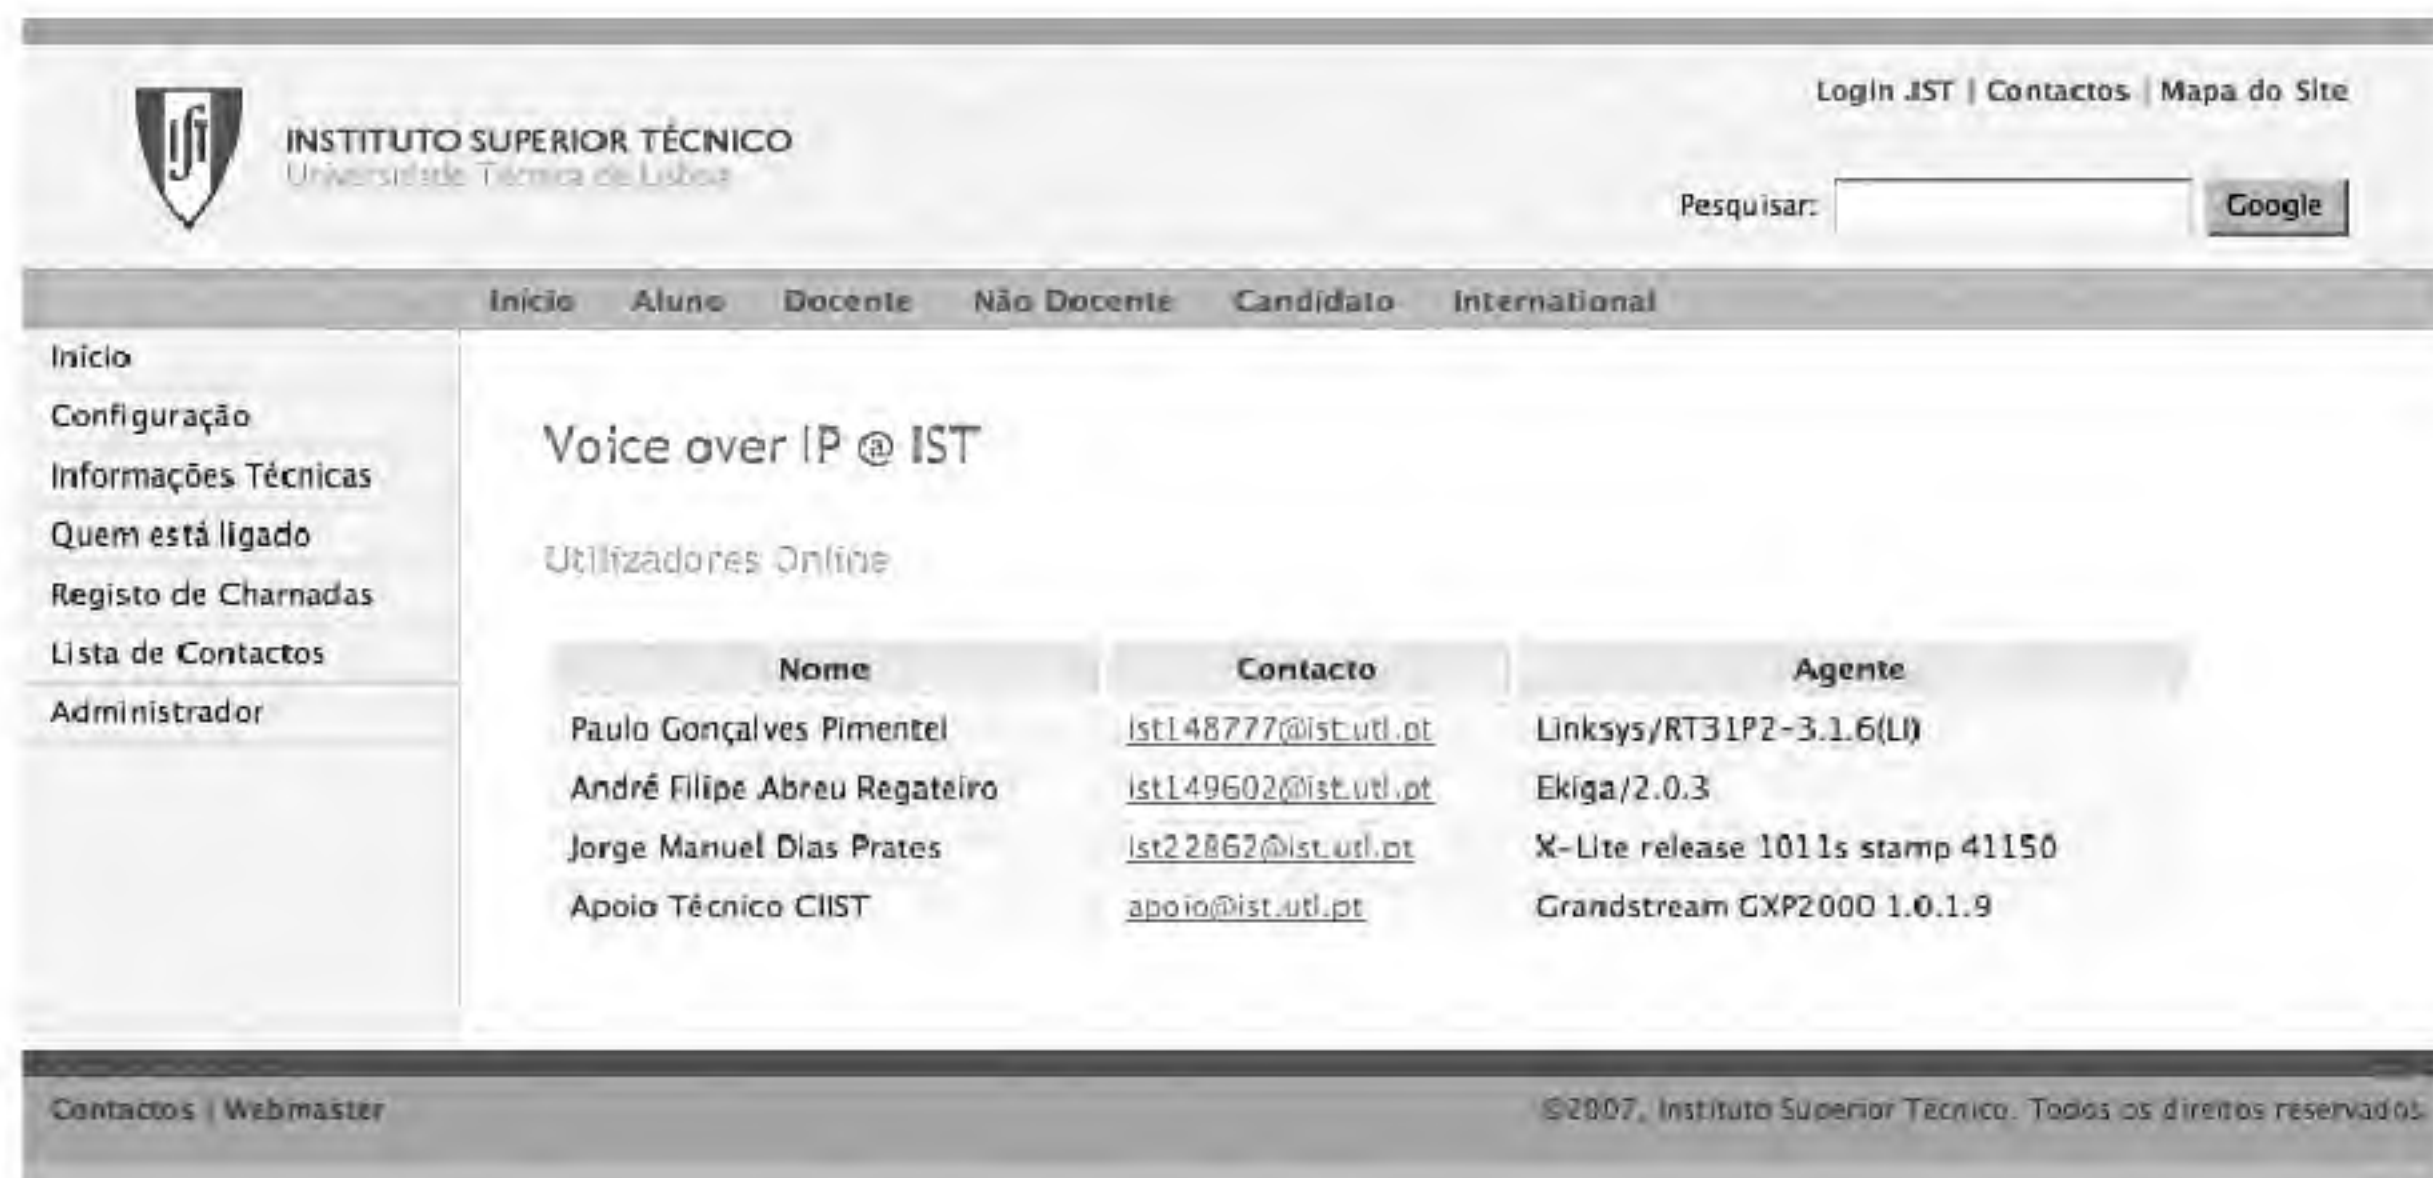 Login .IST | Contactos | Mapa do Site
INSTITUTO SUPERIOR TÉCNICO
Universidade Técnica de Lisboa
Pesquisar: Google
Início Aluno Docente Não Docente Candidato International
Início
Configuração
Informações Técnicas
Quem está ligado
Registo de Chamadas
Lista de Contactos
Administrador
Voice over IP @ IST
Utilizadores Online
Nome Contacto Agente
Paulo Gonçalves Pimentel ist148777@ist.utl.pt Linksys/RT31P2-3.1.6(LI)
André Filipe Abreu Regateiro ist149602@ist.utl.pt Ekiga/2.0.3
Jorge Manuel Dias Prates ist22862@ist.utl.pt X-Lite release 1011s stamp 41150
Apoio Técnico CIIST apoio@ist.utl.pt Grandstream GXP2000 1.0.1.9
Contactos | Webmaster ©2007, Instituto Superior Técnico. Todos os direitos reservados.